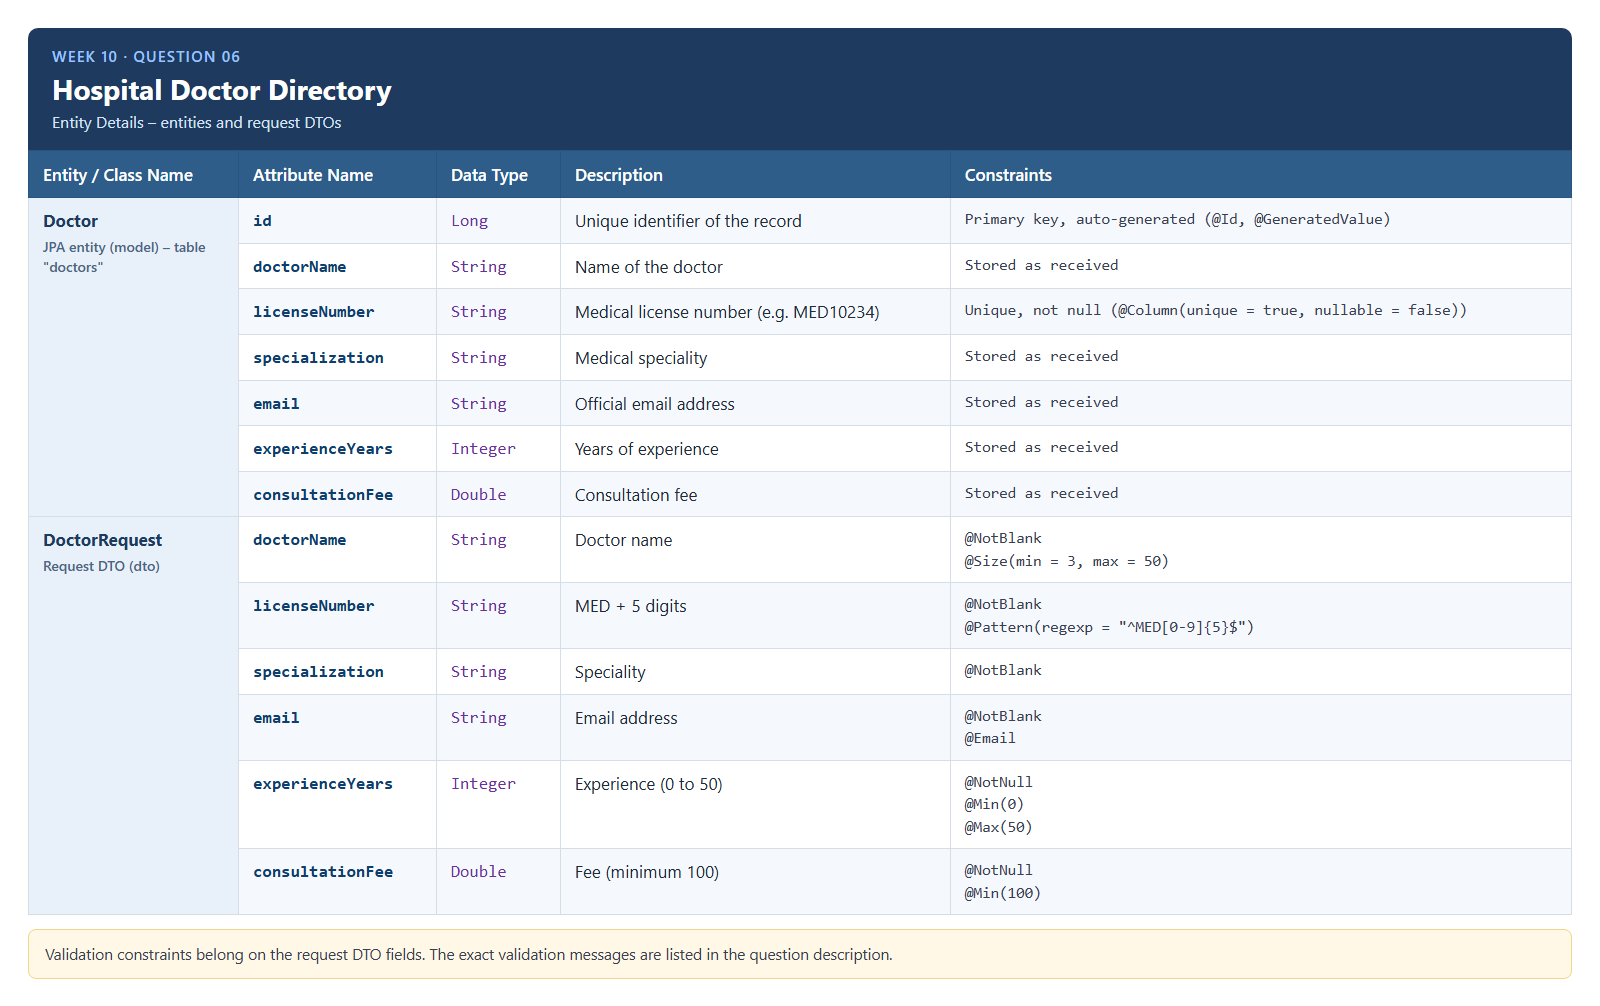 WEEK 10 · QUESTION 06
Hospital Doctor Directory
Entity Details – entities and request DTOs
Entity / Class Name Attribute Name Data Type Description Constraints
Doctor id Long Unique identifier of the record Primary key, auto-generated (@Id, @GeneratedValue)
JPA entity (model) – table
"doctors"
doctorName String Name of the doctor Stored as received
licenseNumber String Medical license number (e.g. MED10234) Unique, not null (@Column(unique = true, nullable = false))
specialization String Medical speciality Stored as received
email String Official email address Stored as received
experienceYears Integer Years of experience Stored as received
consultationFee Double Consultation fee Stored as received
DoctorRequest doctorName String Doctor name @NotBlank
Request DTO (dto) @Size(min = 3, max = 50)
licenseNumber String MED + 5 digits @NotBlank
@Pattern(regexp = "^MED[0-9]{5}$")
specialization String Speciality @NotBlank
email String Email address @NotBlank
@Email
experienceYears Integer Experience (0 to 50) @NotNull
@Min(0)
@Max(50)
consultationFee Double Fee (minimum 100) @NotNull
@Min(100)
Validation constraints belong on the request DTO fields. The exact validation messages are listed in the question description.